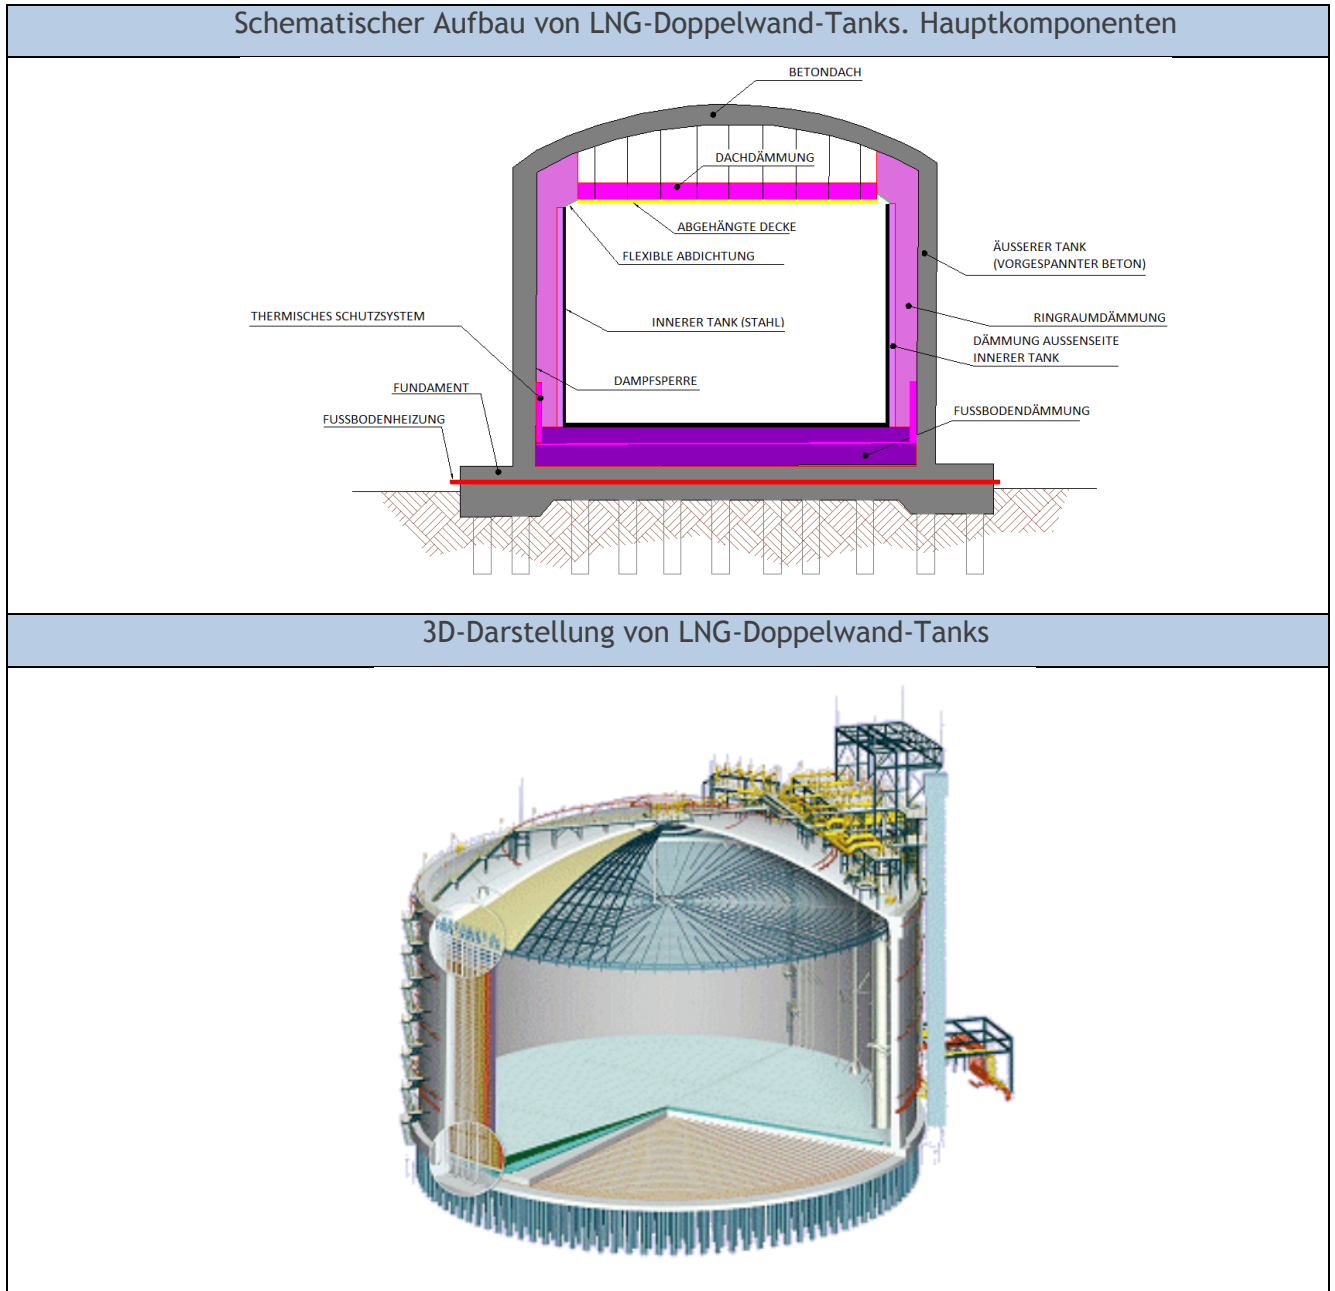 Schematischer Aufbau von LNG-Doppelwand-Tanks. Hauptkomponenten
BETONDACH
DACHDÄMMUNG
ABGEHÄNGTE DECKE
FLEXIBLE ABDICHTUNG
ÄUSSERER TANK
(VORGESPANNTER BETON)
THERMISCHES SCHUTZSYSTEM
INNERER TANK (STAHL)
RINGRAUMDÄMMUNG
DÄMMUNG AUSSENSEITE
INNERER TANK
DAMPFSPERRE
FUNDAMENT
FUSSBODENHEIZUNG
FUSSBODENDÄMMUNG
3D-Darstellung von LNG-Doppelwand-Tanks